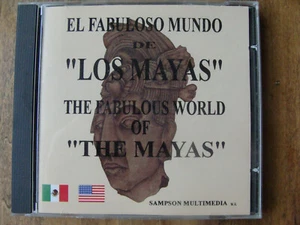 EL FABULOSO MUNDO
DE
"LOS MAYAS"
THE FABULOUS WORLD
OF
"THE MAYAS"
SAMPSON MULTIMEDIA